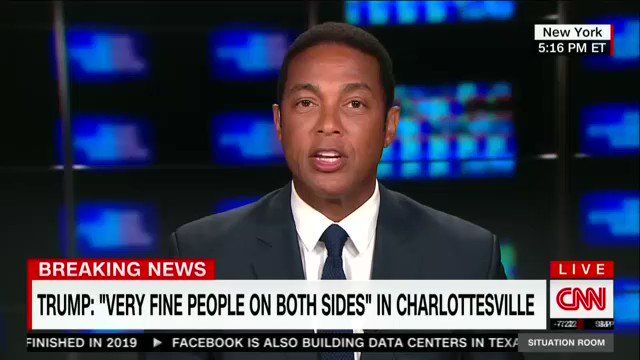 New York
5:16 PM ET
BREAKING NEWS
LIVE
TRUMP: "VERY FINE PEOPLE ON BOTH SIDES" IN CHARLOTTESVILLE
CNN
FINISHED IN 2019
FACEBOOK IS ALSO BUILDING DATA CENTERS IN TEXA
SITUATION ROOM